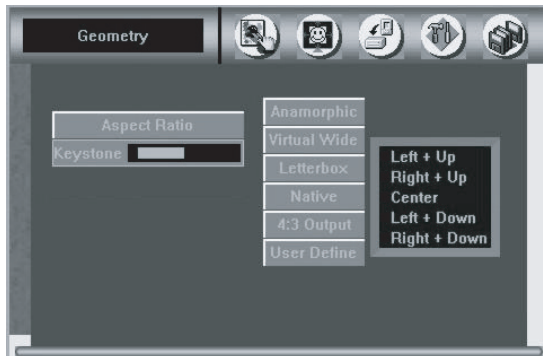 Geometry
Aspect Ratio
Keystone
Anamorphic
Virtual Wide
Letterbox
Native
4:3 Output
User Define
Left + Up
Right + Up
Center
Left + Down
Right + Down